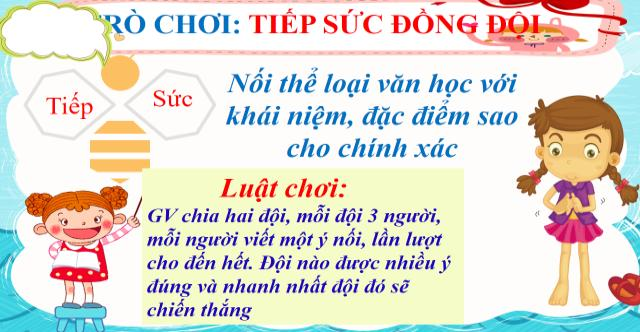 RÒ CHƠI: TIẾP SỨC ĐỒNG ĐỘI
Tiếp Sức
Nối thể loại văn học với
khái niệm, đặc điểm sao
cho chính xác
Luật chơi:
GV chia hai đội, mỗi đội 3 người,
mỗi người viết một ý nối, lần lượt
cho đến hết. Đội nào được nhiều ý
đúng và nhanh nhất đội đó sẽ
chiến thắng